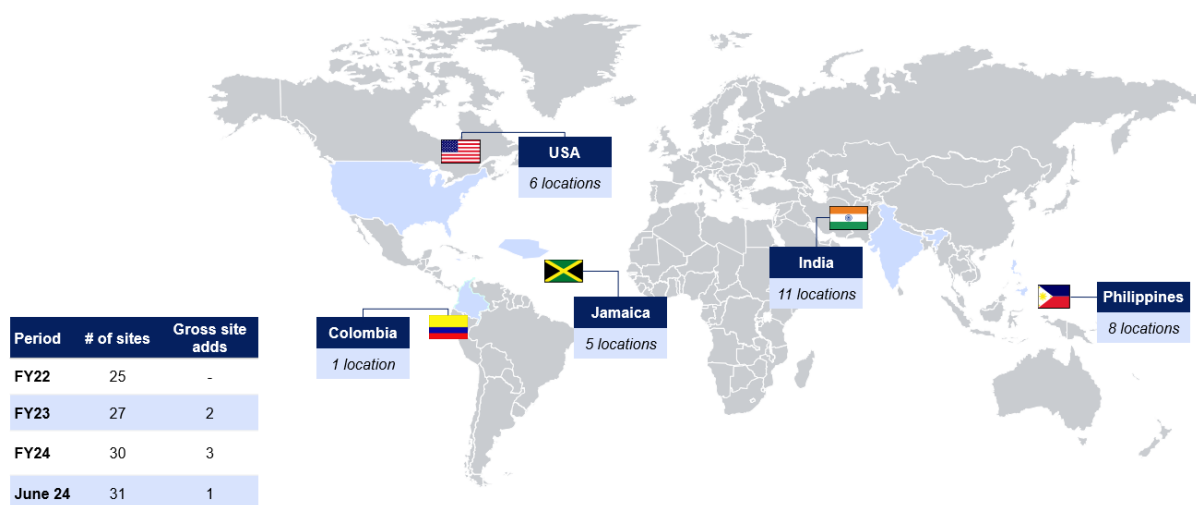 USA
6 locations
India
11 locations
Philippines
8 locations
Jamaica
5 locations
Colombia
1 location
Period # of sites Gross site adds
FY22 25 -
FY23 27 2
FY24 30 3
June 24 31 1